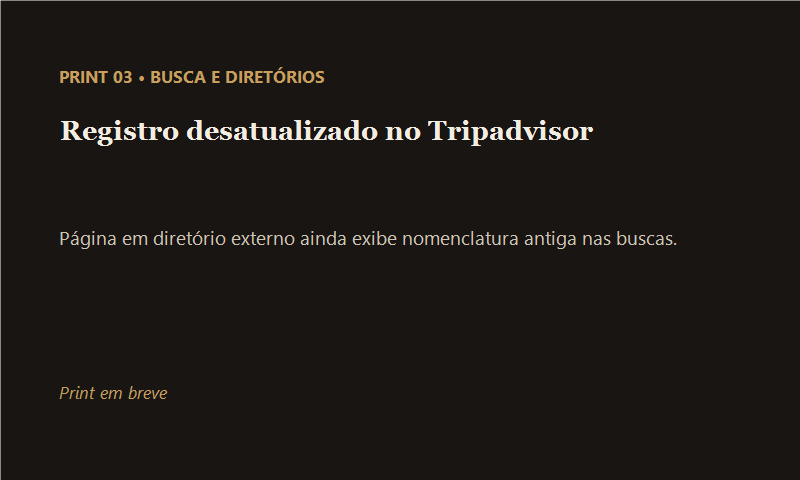 PRINT 03 • BUSCA E DIRETÓRIOS
Registro desatualizado no Tripadvisor
Página em diretório externo ainda exibe nomenclatura antiga nas buscas.
Print em breve